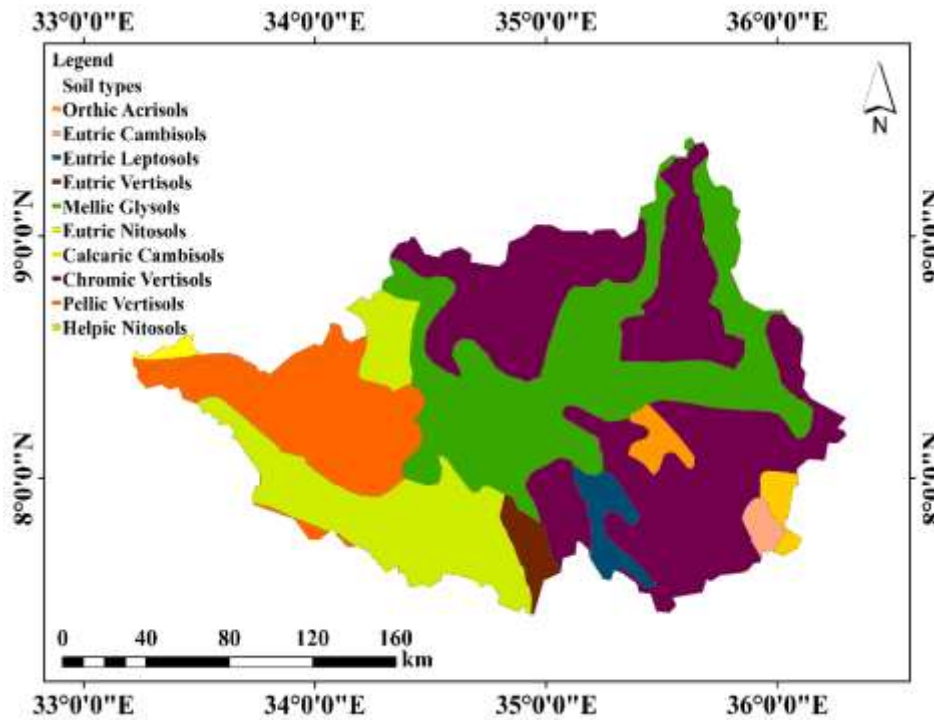 33°0'0"E 34°0'0"E 35°0'0"E 36°0'0"E
Legend
Soil types
Orthic Acrisols
Eutric Cambisols
Eutric Leptosols
Eutric Vertisols
Mellic Glysols
Eutric Nitosols
Calcaric Cambisols
Chromic Vertisols
Pellic Vertisols
Helpic Nitosols
N
9°0'0"N
9°0'0"N
8°0'0"N
8°0'0"N
0 40 80 120 160
km
33°0'0"E 34°0'0"E 35°0'0"E 36°0'0"E